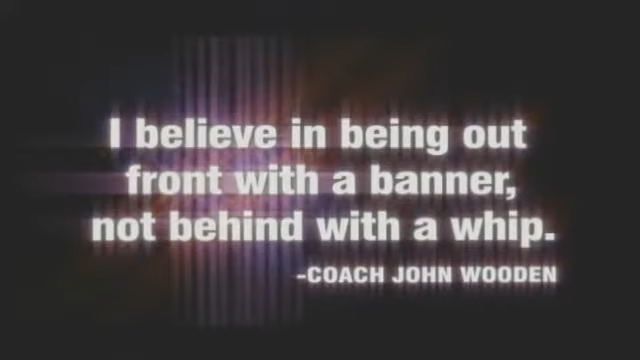 I believe in being out
front with a banner,
not behind with a whip.
-COACH JOHN WOODEN